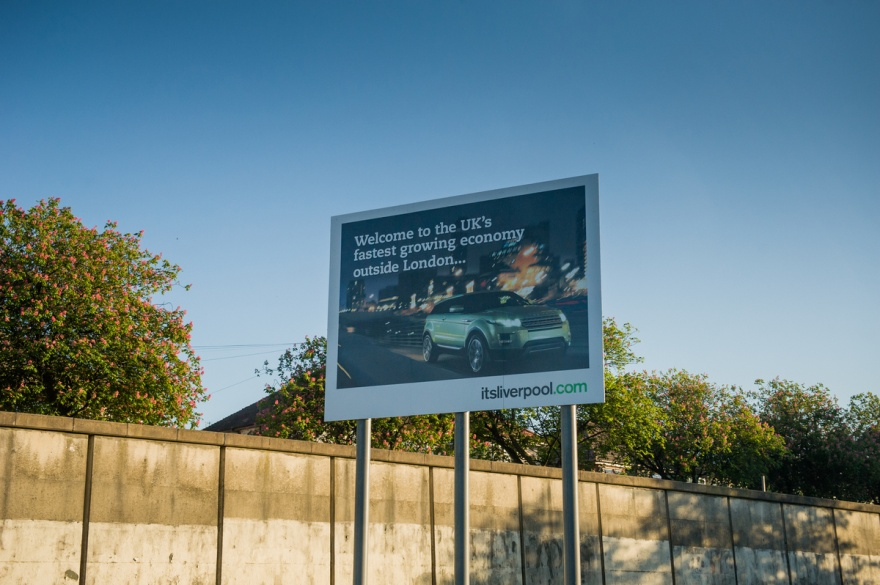 Welcome to the UK's
fastest growing economy
outside London...
itsliverpool.com